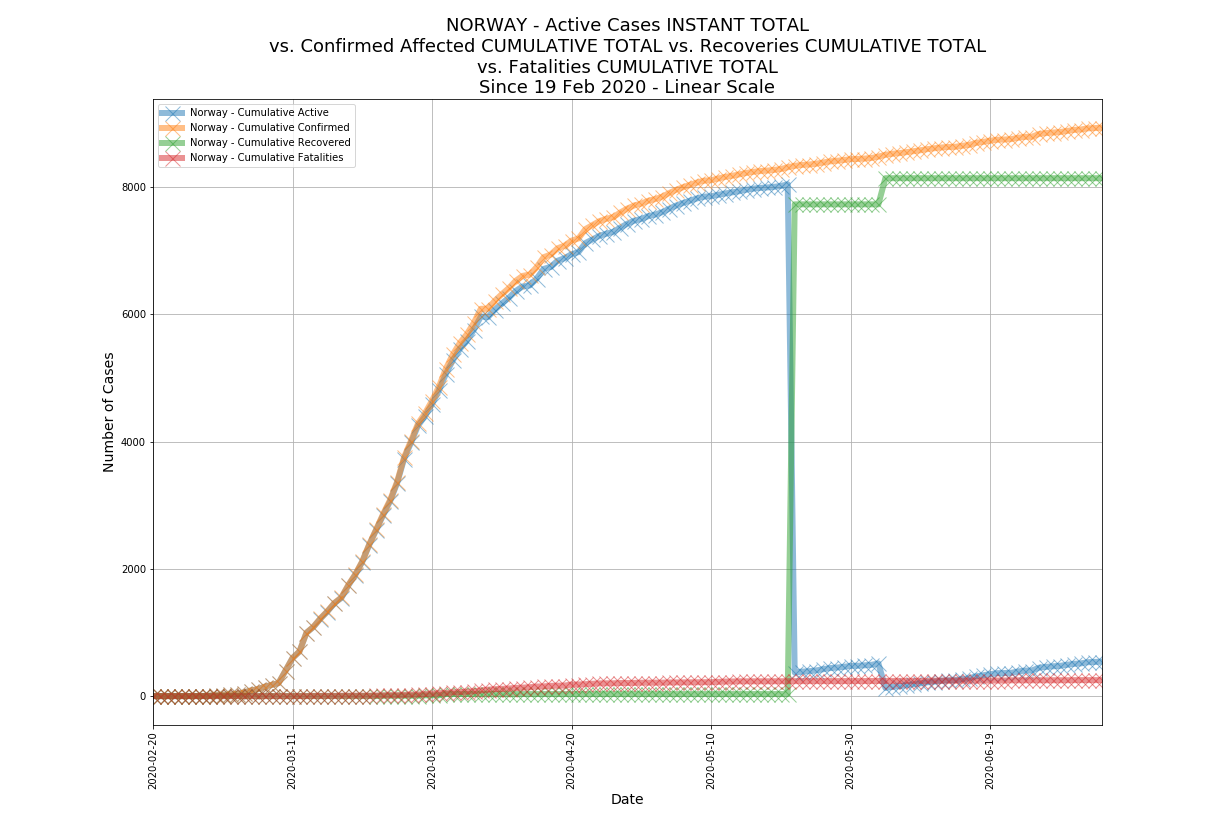 NORWAY - Active Cases INSTANT TOTAL
vs. Confirmed Affected CUMULATIVE TOTAL vs. Recoveries CUMULATIVE TOTAL
vs. Fatalities CUMULATIVE TOTAL
Since 19 Feb 2020 - Linear Scale
Norway - Cumulative Active
Norway - Cumulative Confirmed
Norway - Cumulative Recovered
Norway - Cumulative Fatalities
Number of Cases
8000
6000
4000
2000
0
2020-02-20
2020-03-11
2020-03-31
2020-04-20
2020-05-10
2020-05-30
2020-06-19
Date